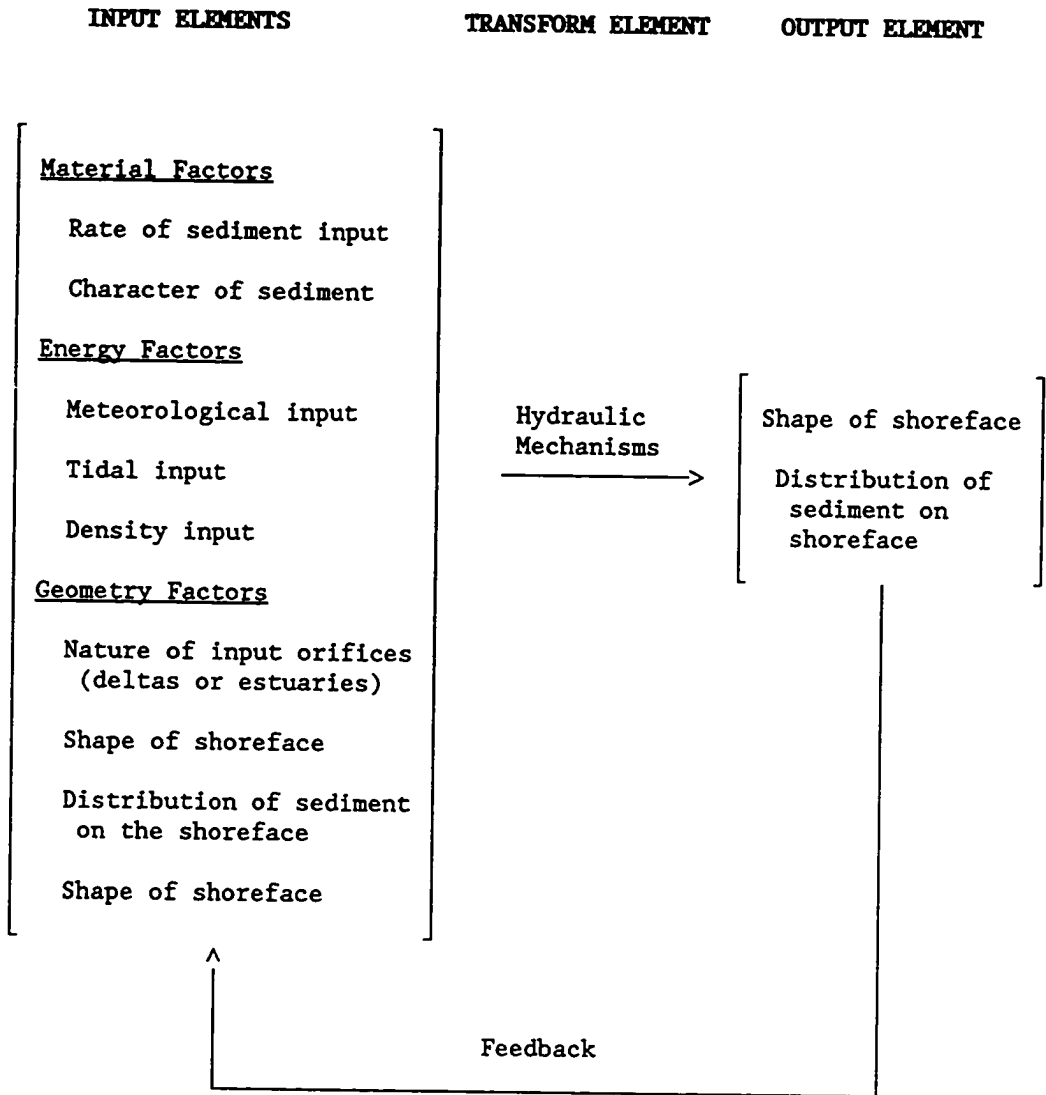 INPUT ELEMENTS
TRANSFORM ELEMENT
OUTPUT ELEMENT
Material Factors
Rate of sediment input
Character of sediment
Energy Factors
Meteorological input
Tidal input
Density input
Geometry Factors
Nature of input orifices
(deltas or estuaries)
Shape of shoreface
Distribution of sediment
on the shoreface
Shape of shoreface
Hydraulic
Mechanisms
Shape of shoreface
Distribution of
sediment on
shoreface
Feedback